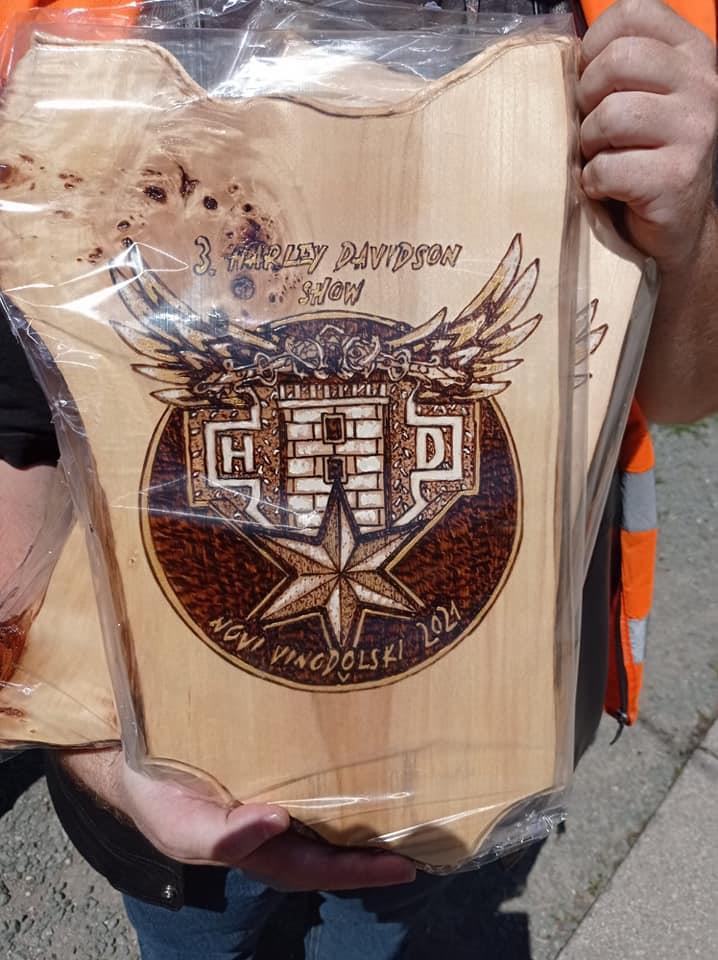 3. HARLEY DAVIDSON
SHOW
H D
NOVI VINODOLSKI 2021